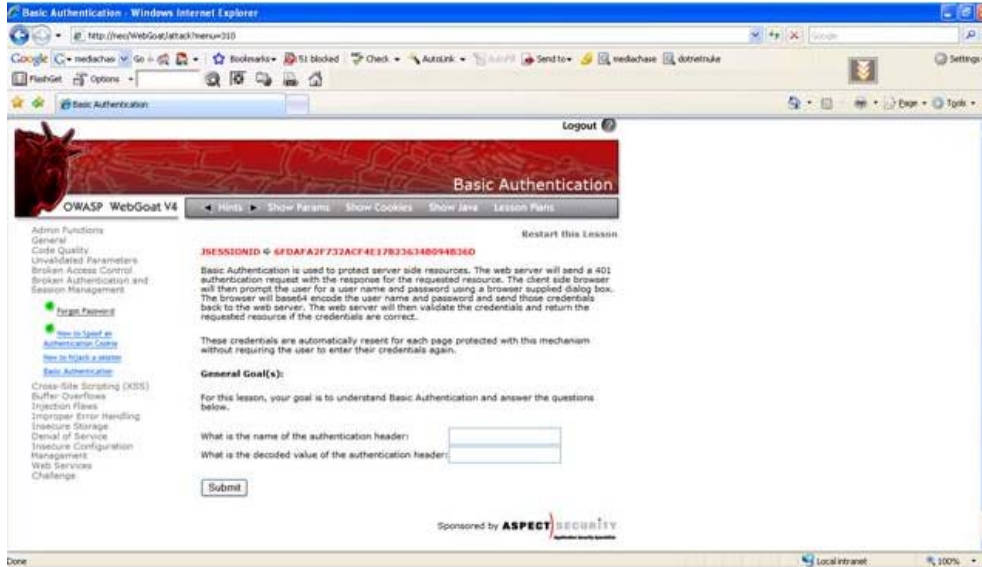 Basic Authentication - Windows Internet Explorer
http://neo/WebGoat/attack?menu=310
Google
Google mediachas Go Bookmarks 51 blocked Check AutoLink AutoFill Send to mediachase dotnetnuke Settings
FlashGet Options
Basic Authentication
Page Tools
Logout
Basic Authentication
OWASP WebGoat V4
Hints Show Params Show Cookies Show Java Lesson Plans
Restart this Lesson
Admin Functions
General
Code Quality
Unvalidated Parameters
Broken Access Control
Broken Authentication and
Session Management
Forgot Password
How to Spoof an
Authentication Cookie
How to hijack a session
Basic Authentication
Cross-Site Scripting (XSS)
Buffer Overflows
Injection Flaws
Improper Error Handling
Insecure Storage
Denial of Service
Insecure Configuration
Management
Web Services
Challenge
JSESSIONID
Basic Authentication is used to protect server side resources. The web server will send a 401
authentication request with the response for the requested resource. The client side browser
will then prompt the user for a user name and password using a browser supplied dialog box.
The browser will base64 encode the user name and password and send those credentials
back to the web server. The web server will then validate the credentials and return the
requested resource if the credentials are correct.
These credentials are automatically resent for each page protected with this mechanism
without requiring the user to enter their credentials again.
General Goal(s):
For this lesson, your goal is to understand Basic Authentication and answer the questions
below.
What is the name of the authentication header:
What is the decoded value of the authentication header:
Submit
Sponsored by ASPECT SECURITY
Application Security Specialists
Done
Local intranet
100%